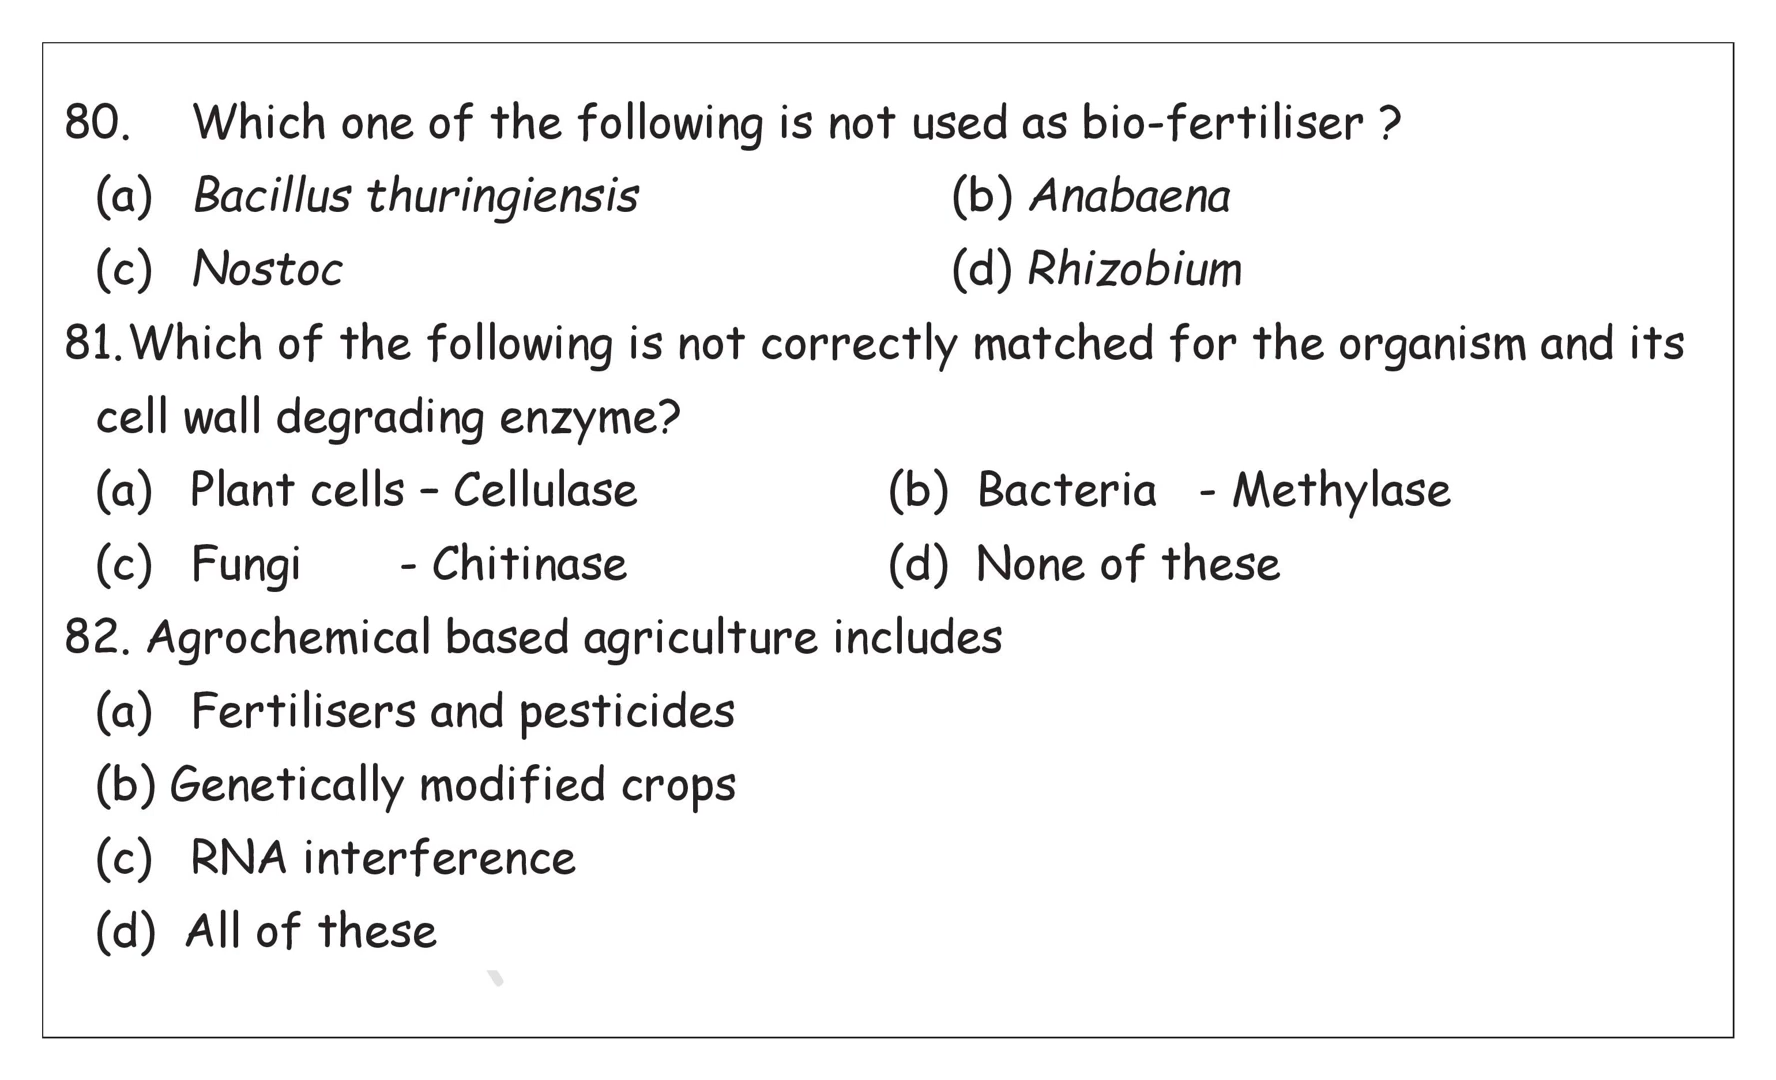 80. Which one of the following is not used as bio-fertiliser ?
(a) Bacillus thuringiensis (b) Anabaena
(c) Nostoc (d) Rhizobium
81. Which of the following is not correctly matched for the organism and its
cell wall degrading enzyme?
(a) Plant cells – Cellulase (b) Bacteria - Methylase
(c) Fungi - Chitinase (d) None of these
82. Agrochemical based agriculture includes
(a) Fertilisers and pesticides
(b) Genetically modified crops
(c) RNA interference
(d) All of these